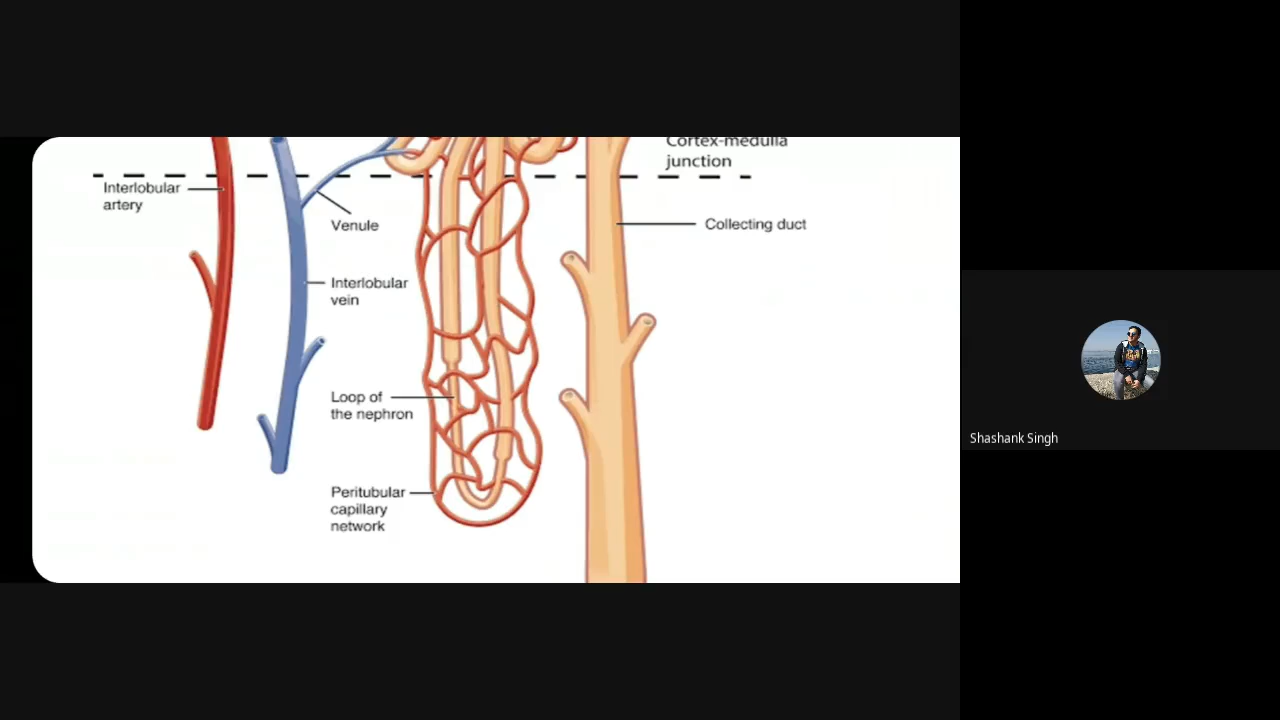 Cortex-medulla
junction
Interlobular
artery
Venule
Collecting duct
Interlobular
vein
Loop of
the nephron
Peritubular
capillary
network
Shashank Singh